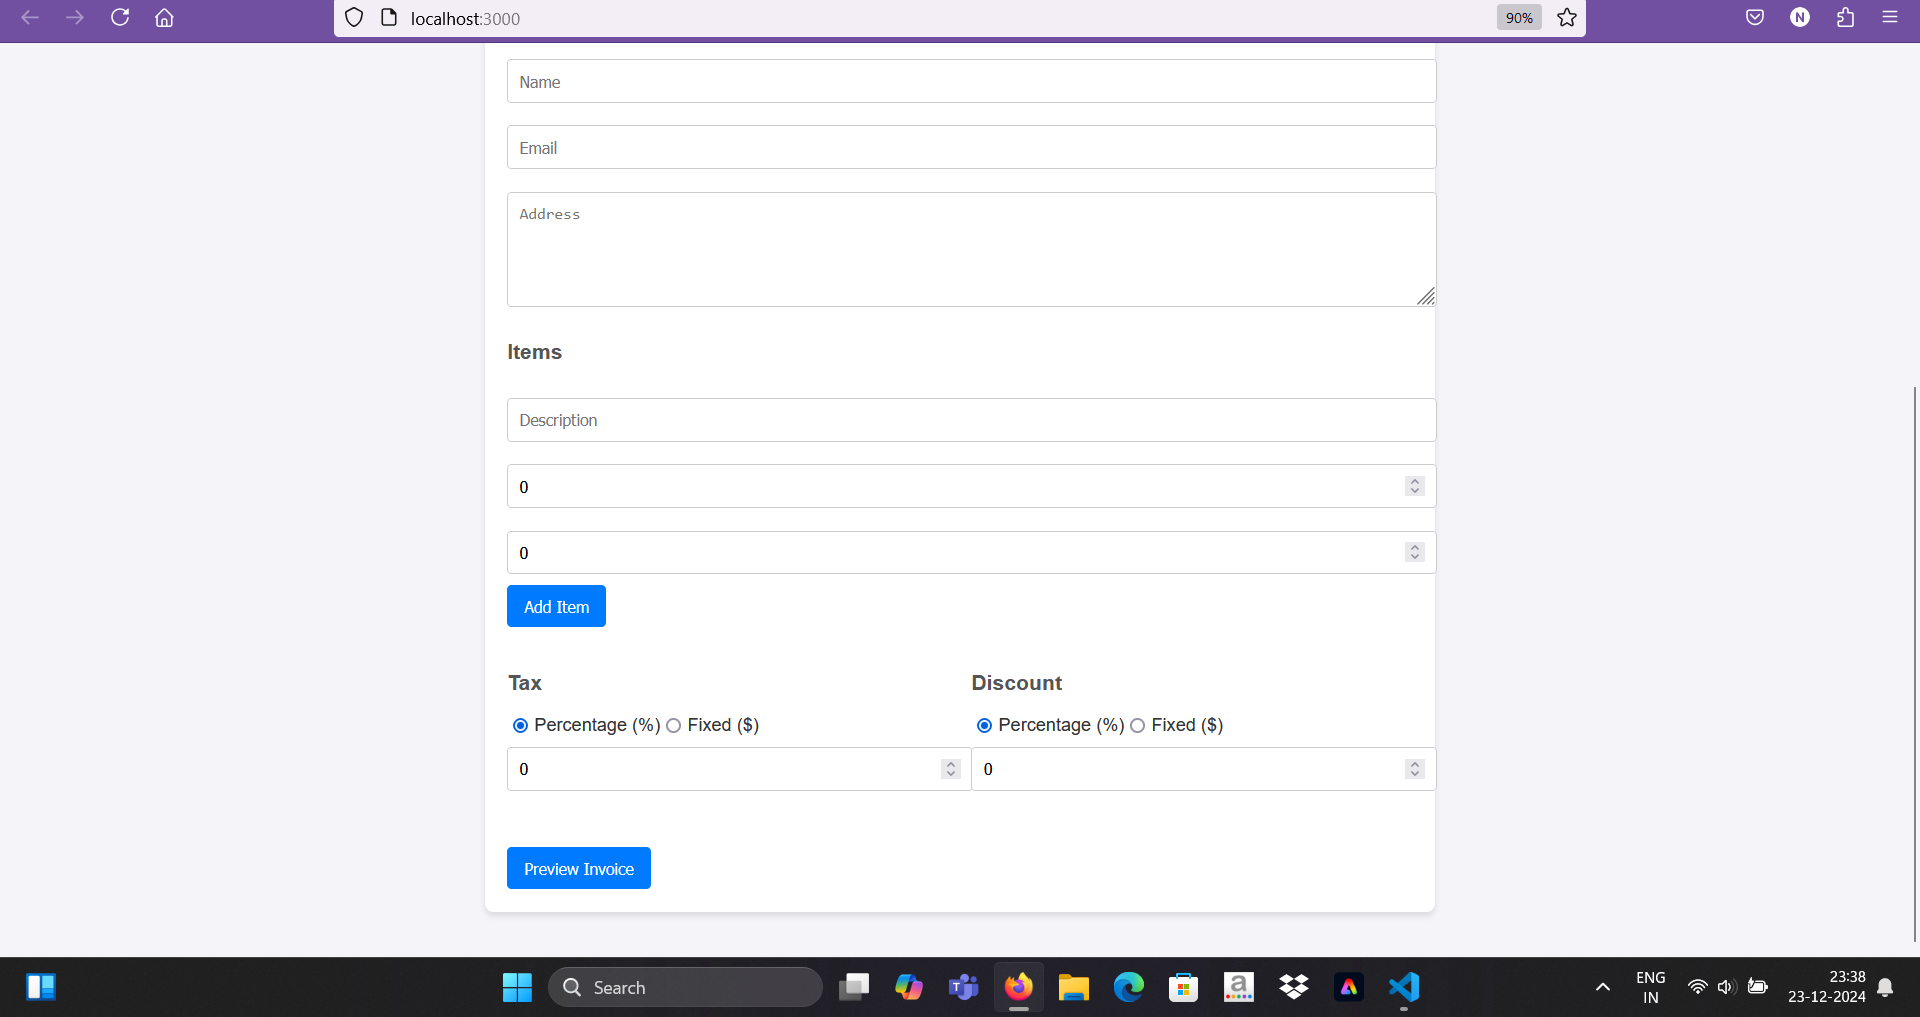 localhost:3000
90%
N
Name
Email
Address
Items
Description
0
0
Add Item
Tax
Discount
Percentage (%) Fixed ($)
Percentage (%) Fixed ($)
0
0
Preview Invoice
Search
T
a
ENG
IN
23:38
23-12-2024